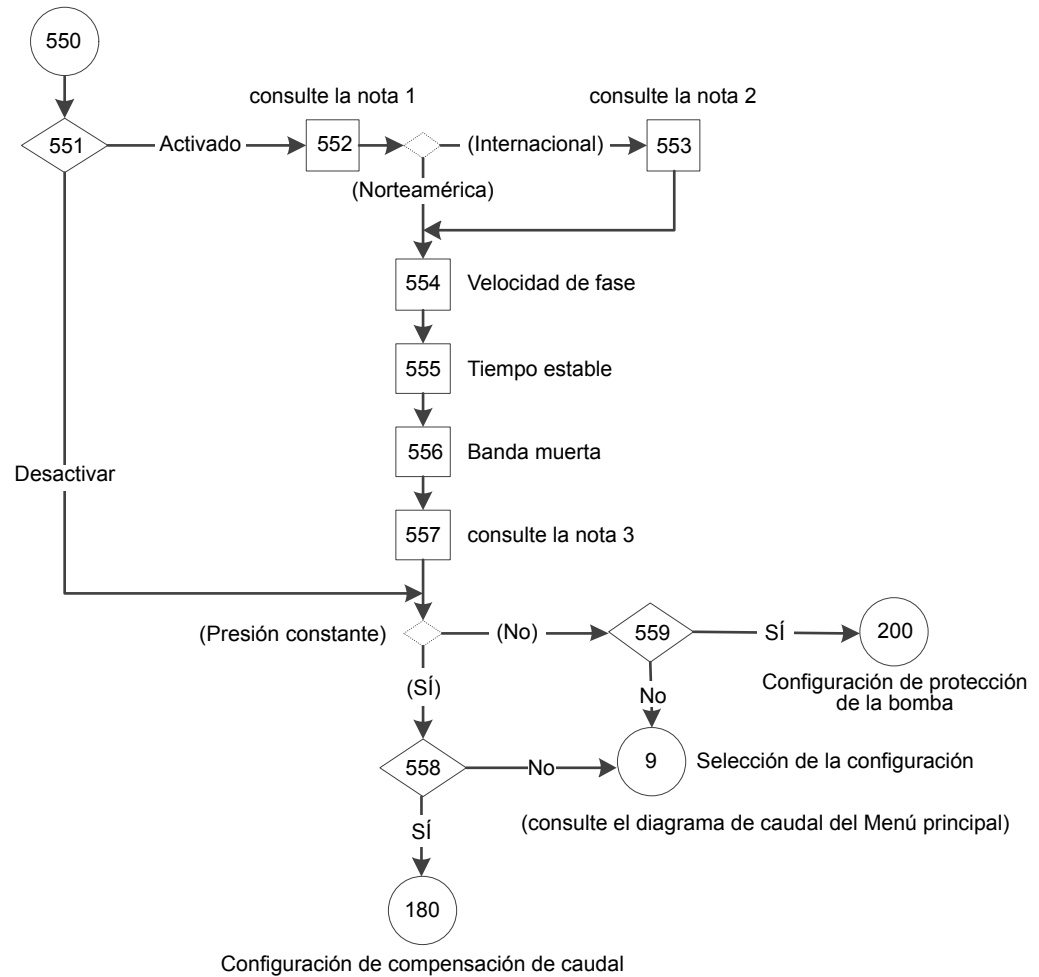 550
consulte la nota 1
consulte la nota 2
551
Activado
552
(Internacional)
553
(Norteamérica)
554
Velocidad de fase
555
Tiempo estable
556
Banda muerta
Desactivar
557
consulte la nota 3
(Presión constante)
(No)
559
SÍ
200
(SÍ)
No
Configuración de protección
de la bomba
558
No
9
Selección de la configuración
SÍ
(consulte el diagrama de caudal del Menú principal)
180
Configuración de compensación de caudal